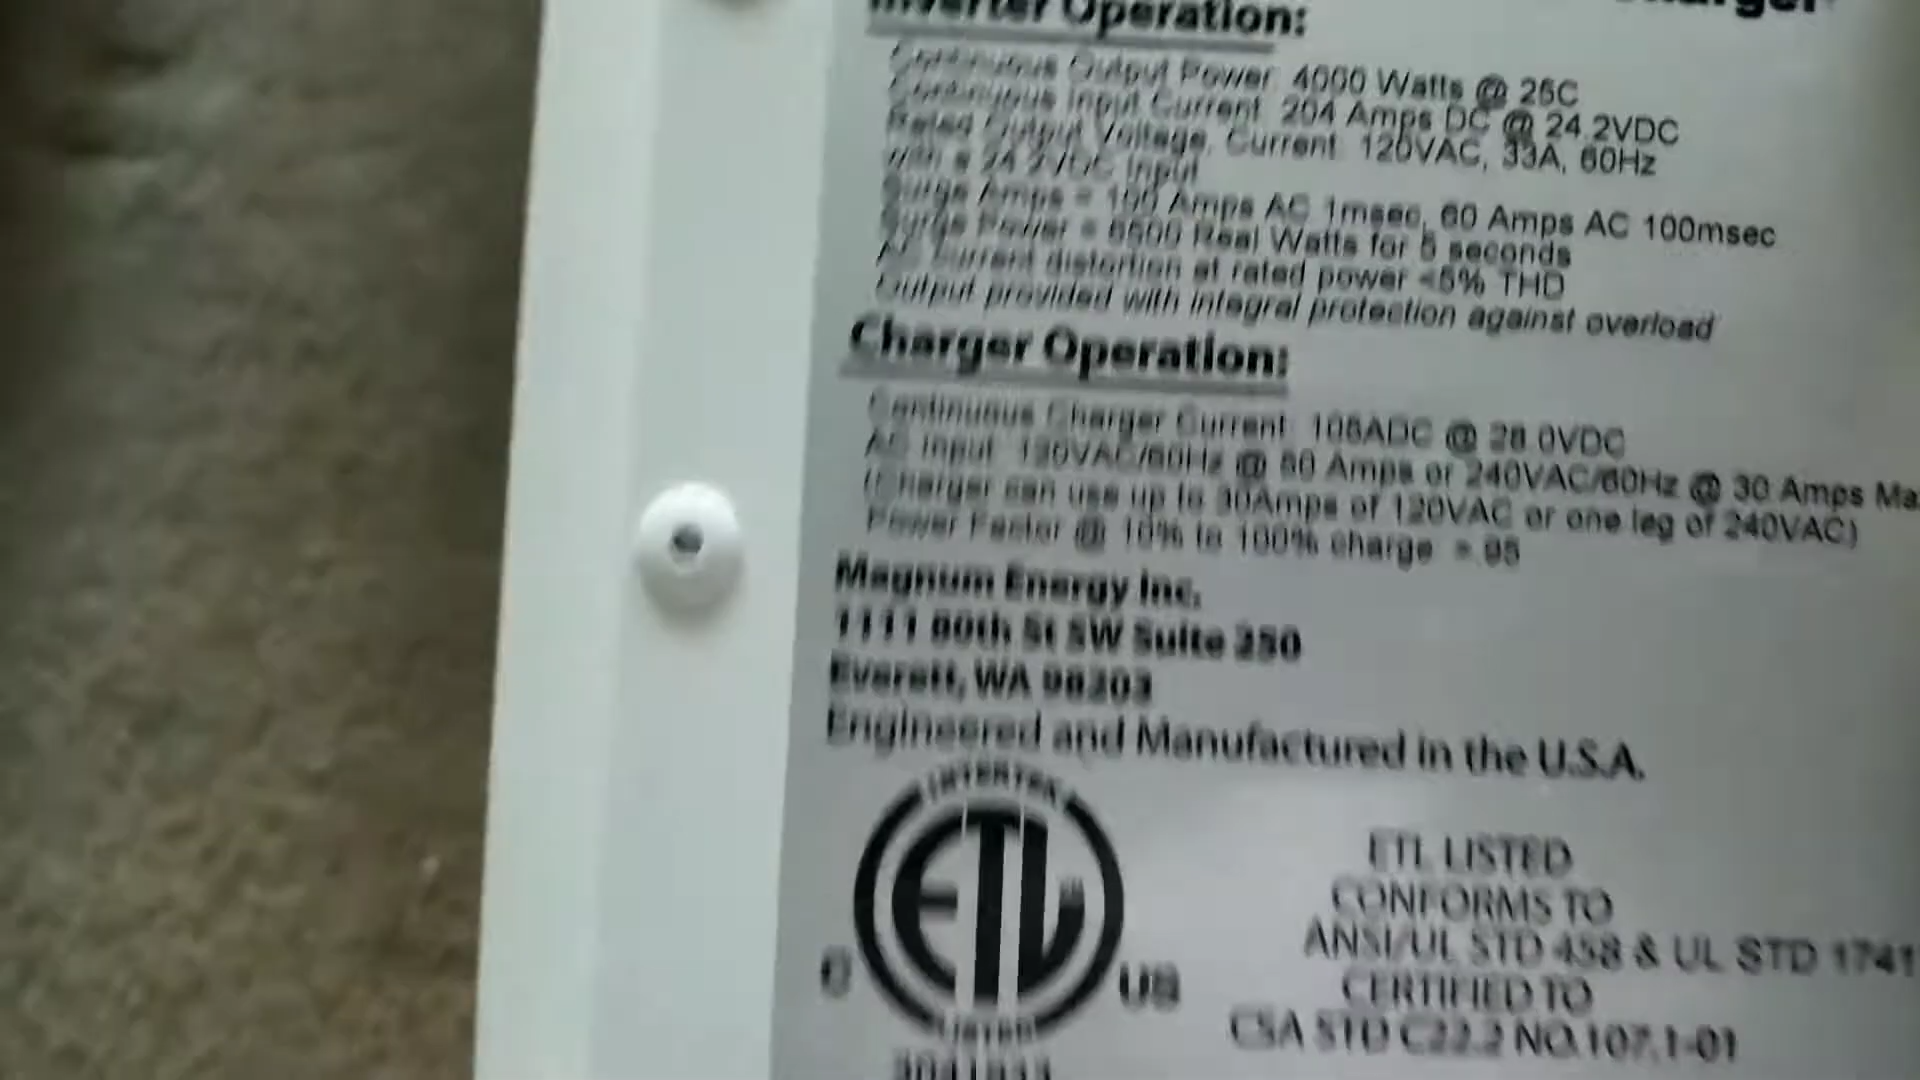 Inverter Operation:
Continuous Output Power: 4000 Watts @ 25C
Continuous Input Current: 204 Amps DC @ 24.2VDC
Rated Output Voltage, Current: 120VAC, 33A, 60Hz
With a 24.2VDC Input
Surge Amps = 100 Amps AC 1msec, 60 Amps AC 100msec
Surge Power = Real Watts for 5 seconds
AC Current distortion at rated power <5% THD
Output provided with integral protection against overload
Charger Operation:
Continuous Charger Current: 105ADC @ 28.0VDC
AC Input: 120VAC/60Hz @ 60 Amps or 240VAC/60Hz @ 30 Amps
(Charger can use up to 30Amps of 120VAC or one leg of 240VAC)
Power Factor @ 10% to 100% charge .95
Magnum Energy Inc.
1111 80th St SW Suite 250
Everett, WA 98203
Engineered and Manufactured in the U.S.A.
INTERTEK
ETL
C US
LISTED
ETL LISTED
CONFORMS TO
ANSI/UL STD 458 & UL STD 1741
CERTIFIED TO
CSA STD C22.2 NO.107.1-01